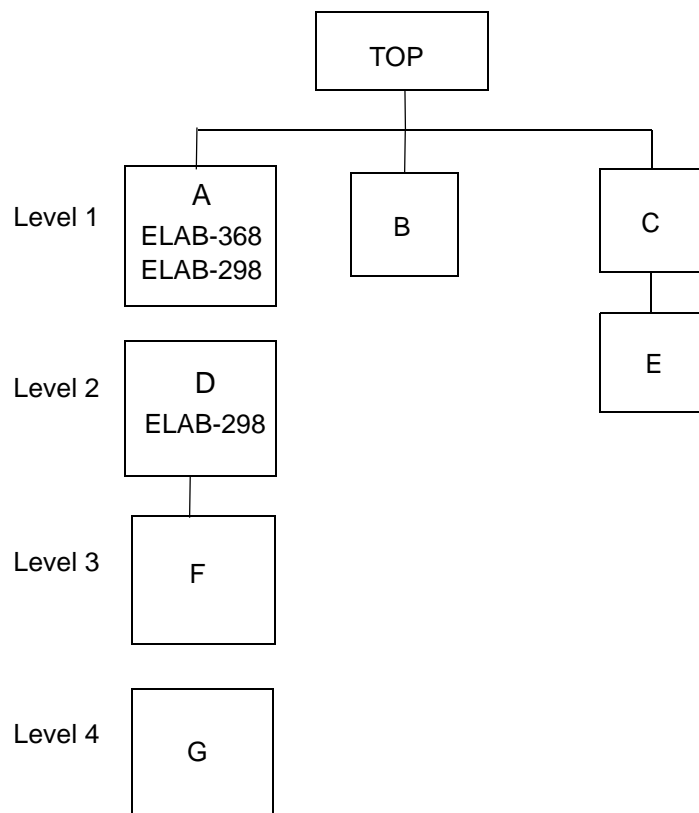 TOP
Level 1
A
ELAB-368
ELAB-298
B
C
Level 2
D
ELAB-298
E
Level 3
F
Level 4
G